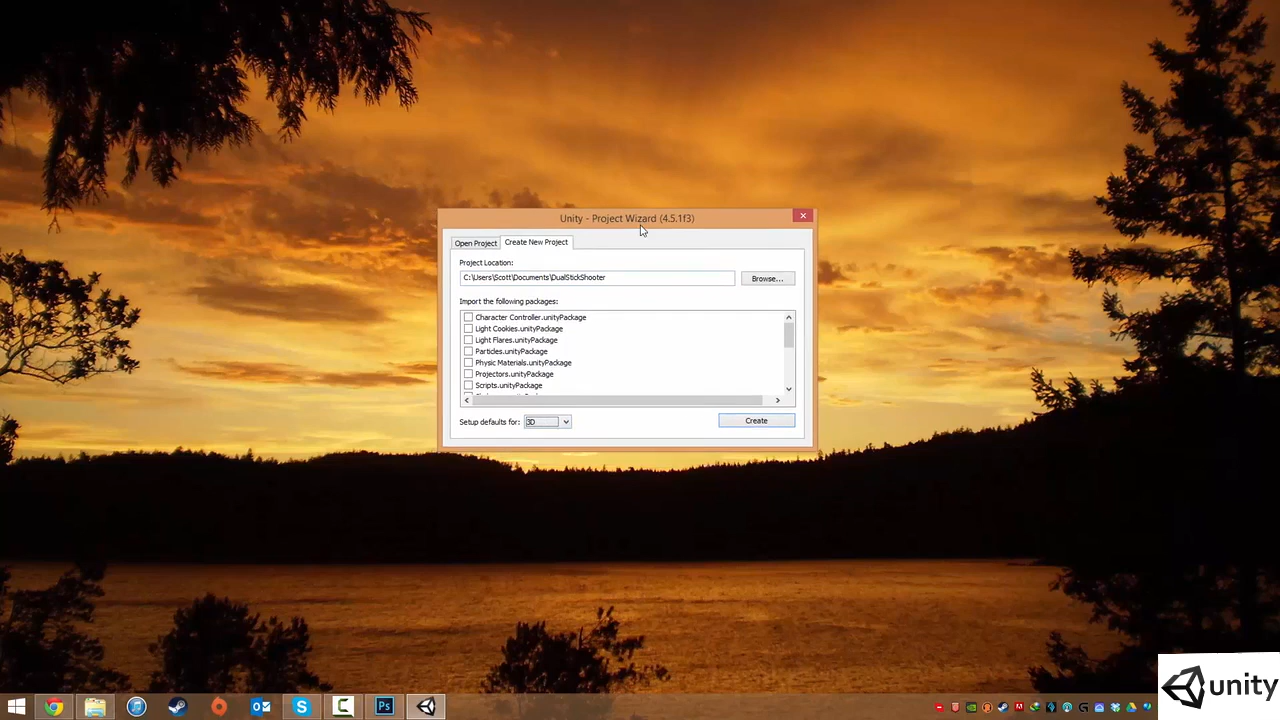 Unity - Project Wizard (4.5.1f3)
Open Project
Create New Project
Project Location:
C:\Users\Scott\Documents\DualStickShooter
Browse...
Import the following packages:
Character Controller.unityPackage
Light Cookies.unityPackage
Light Flares.unityPackage
Particles.unityPackage
Physic Materials.unityPackage
Projectors.unityPackage
Scripts.unityPackage
Setup defaults for: 3D
Create
Ps
unity